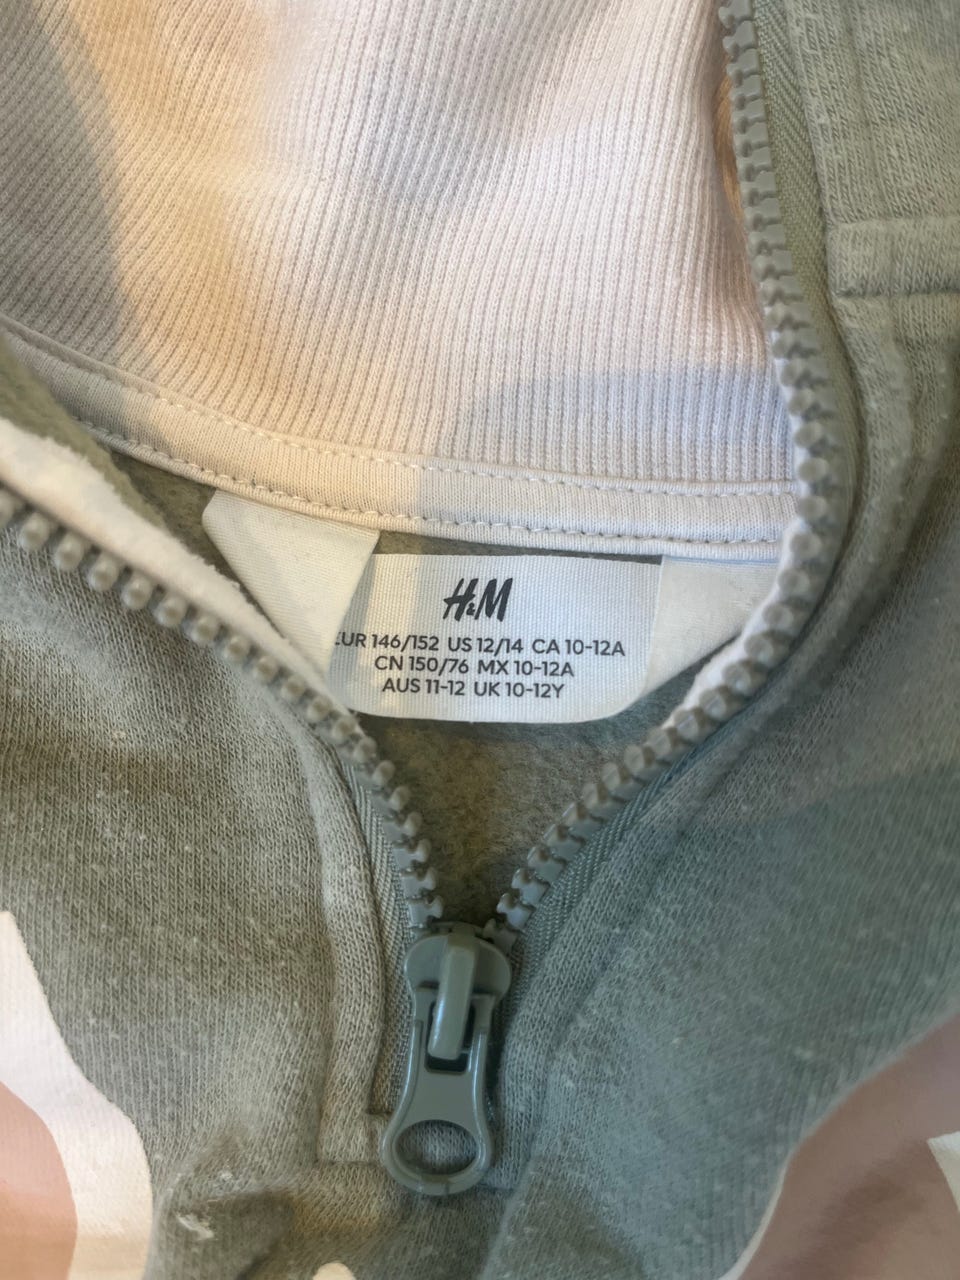 H&M
EUR 146/152 US 12/14 CA 10-12A
CN 150/76 MX 10-12A
AUS 11-12 UK 10-12Y